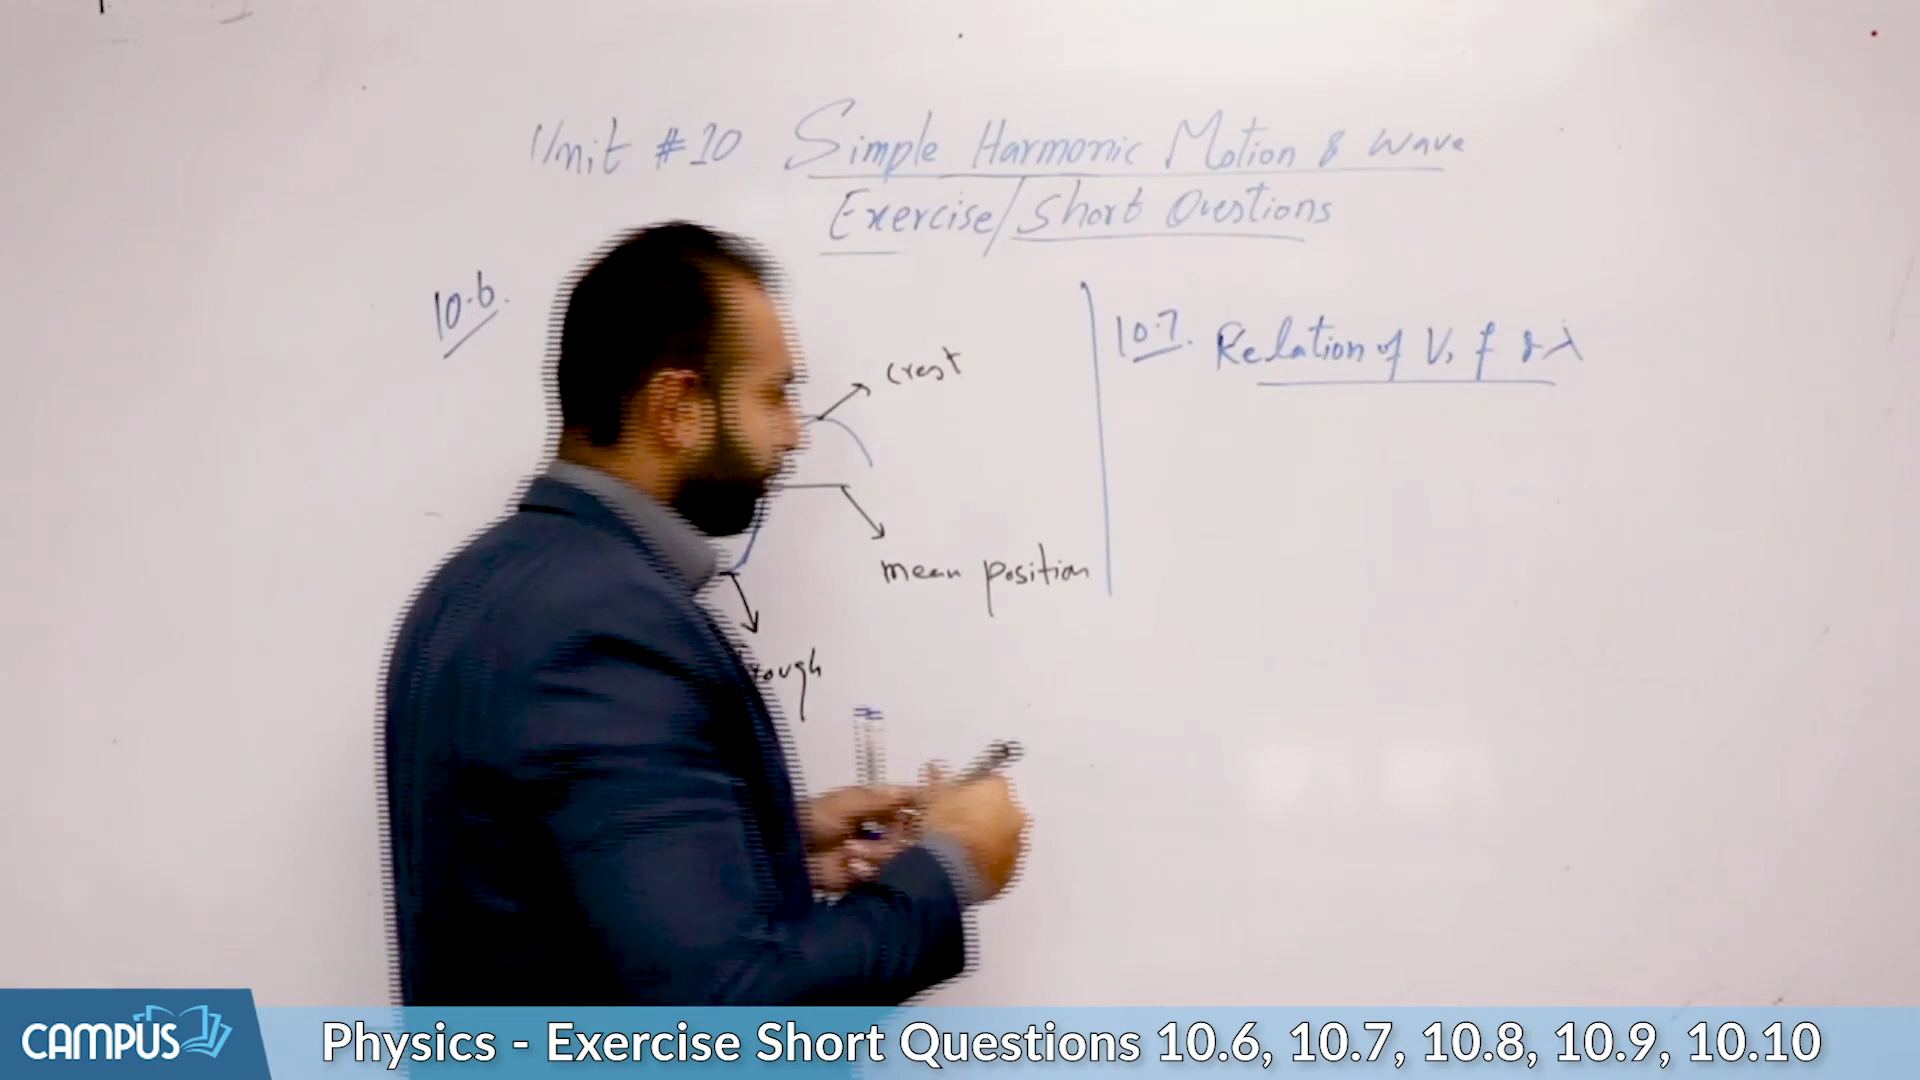 Unit #10 Simple Harmonic Motion & Wave
Exercise/Short Questions
10.6.
crest
mean position
10.7. Relation of V, f & λ
CAMPUS
Physics - Exercise Short Questions 10.6, 10.7, 10.8, 10.9, 10.10